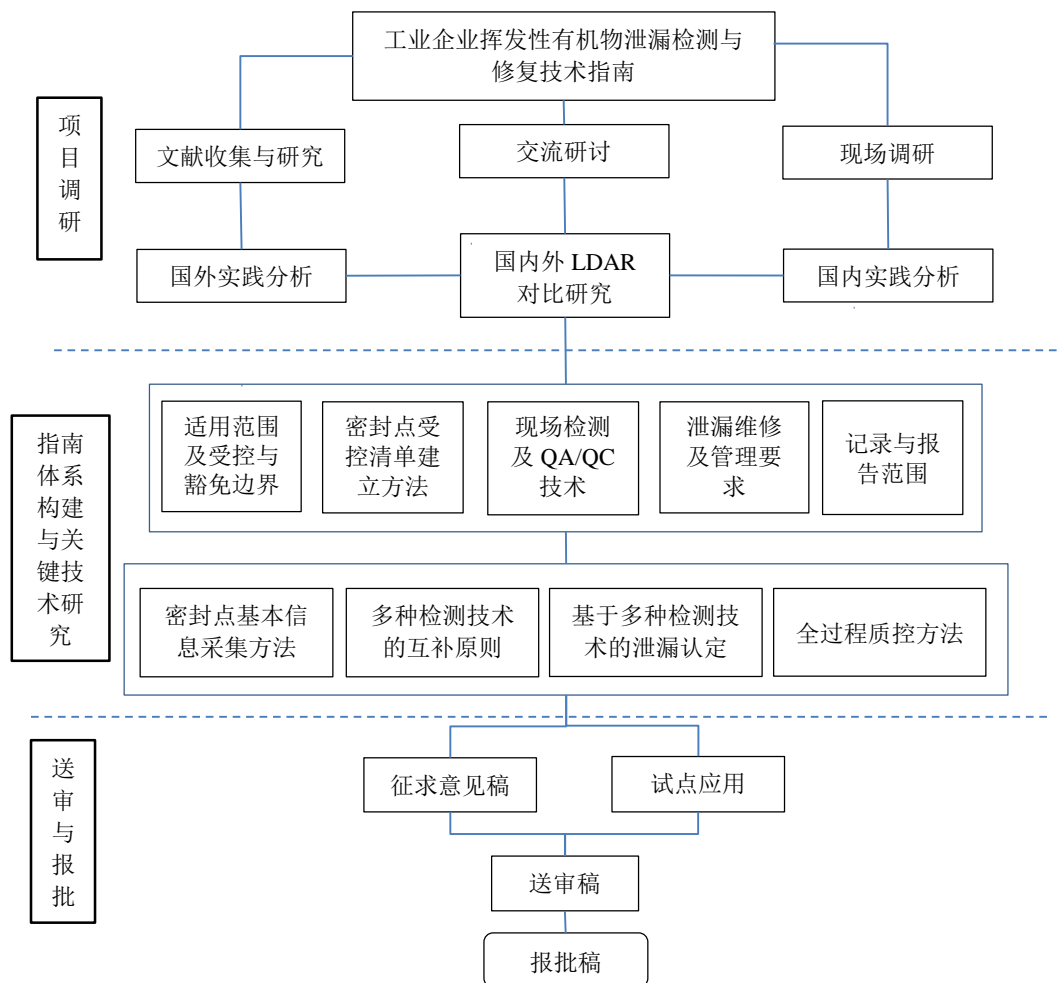 工业企业挥发性有机物泄漏检测与
修复技术指南
项
目
调
研
文献收集与研究
交流研讨
现场调研
国外实践分析
国内外 LDAR
对比研究
国内实践分析
指南
体系
构建
与关
键技
术研
究
适用范围
及受控与
豁免边界
密封点受
控清单建
立方法
现场检测
及 QA/QC
技术
泄漏维修
及管理要
求
记录与报
告范围
密封点基本信
息采集方法
多种检测技术
的互补原则
基于多种检测技
术的泄漏认定
全过程质控方法
送
审
与
报
批
征求意见稿
试点应用
送审稿
报批稿